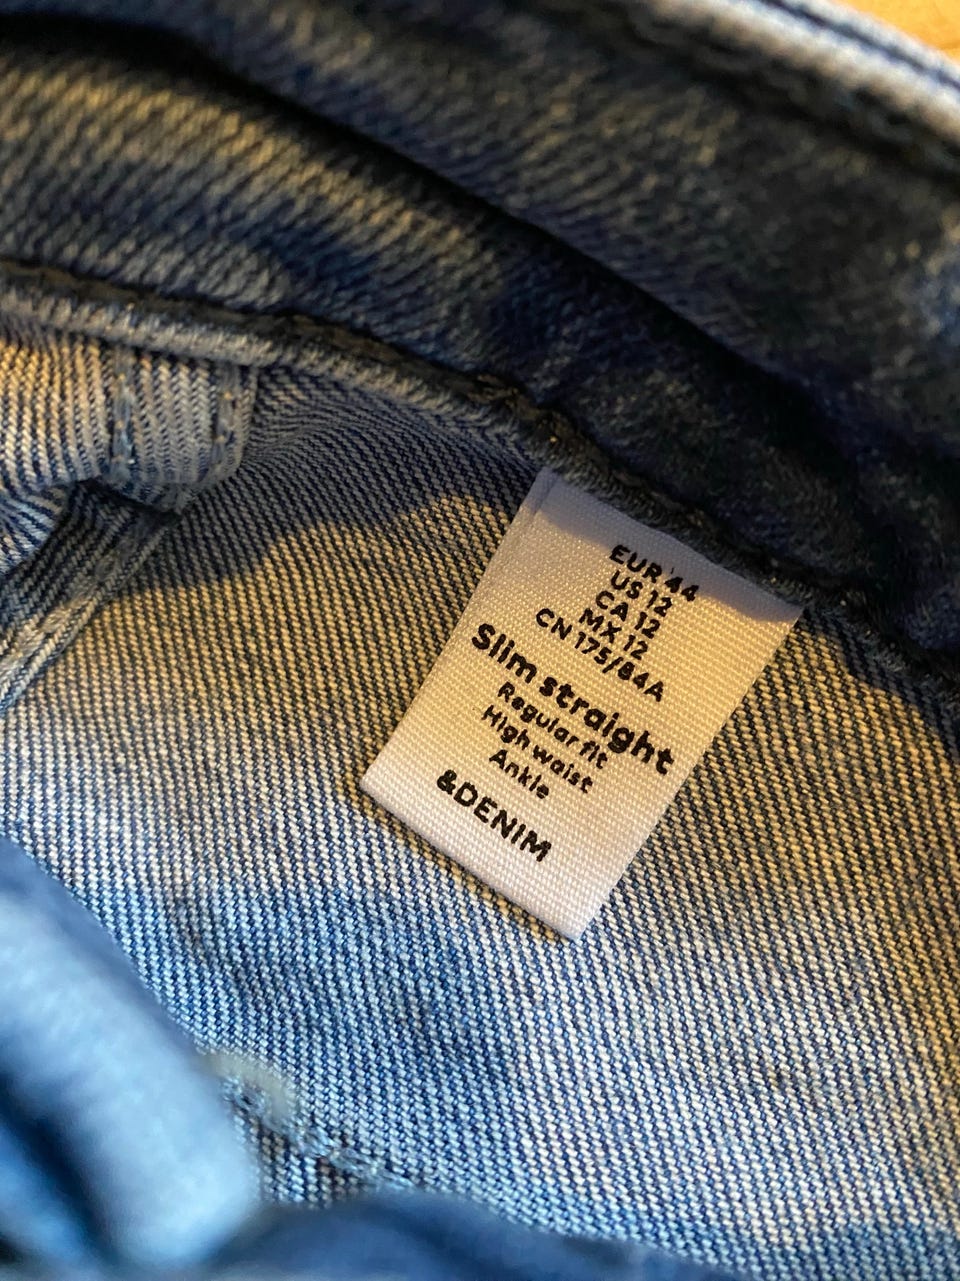 EUR 44
US 12
CA 12
MX 12
CN 175/84A
Slim straight
Regular fit
High waist
Ankle
&DENIM